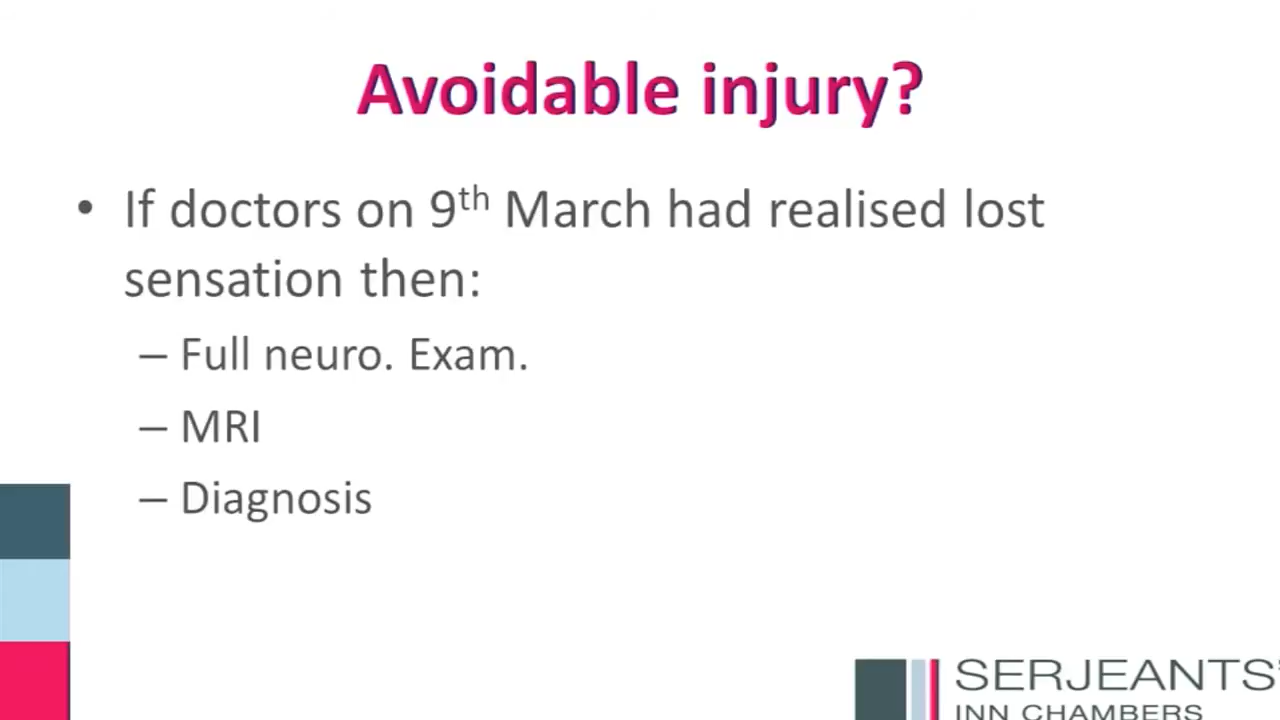 Avoidable injury?
• If doctors on 9th March had realised lost
sensation then:
– Full neuro. Exam.
– MRI
– Diagnosis
SERJEANTS'
INN CHAMBERS